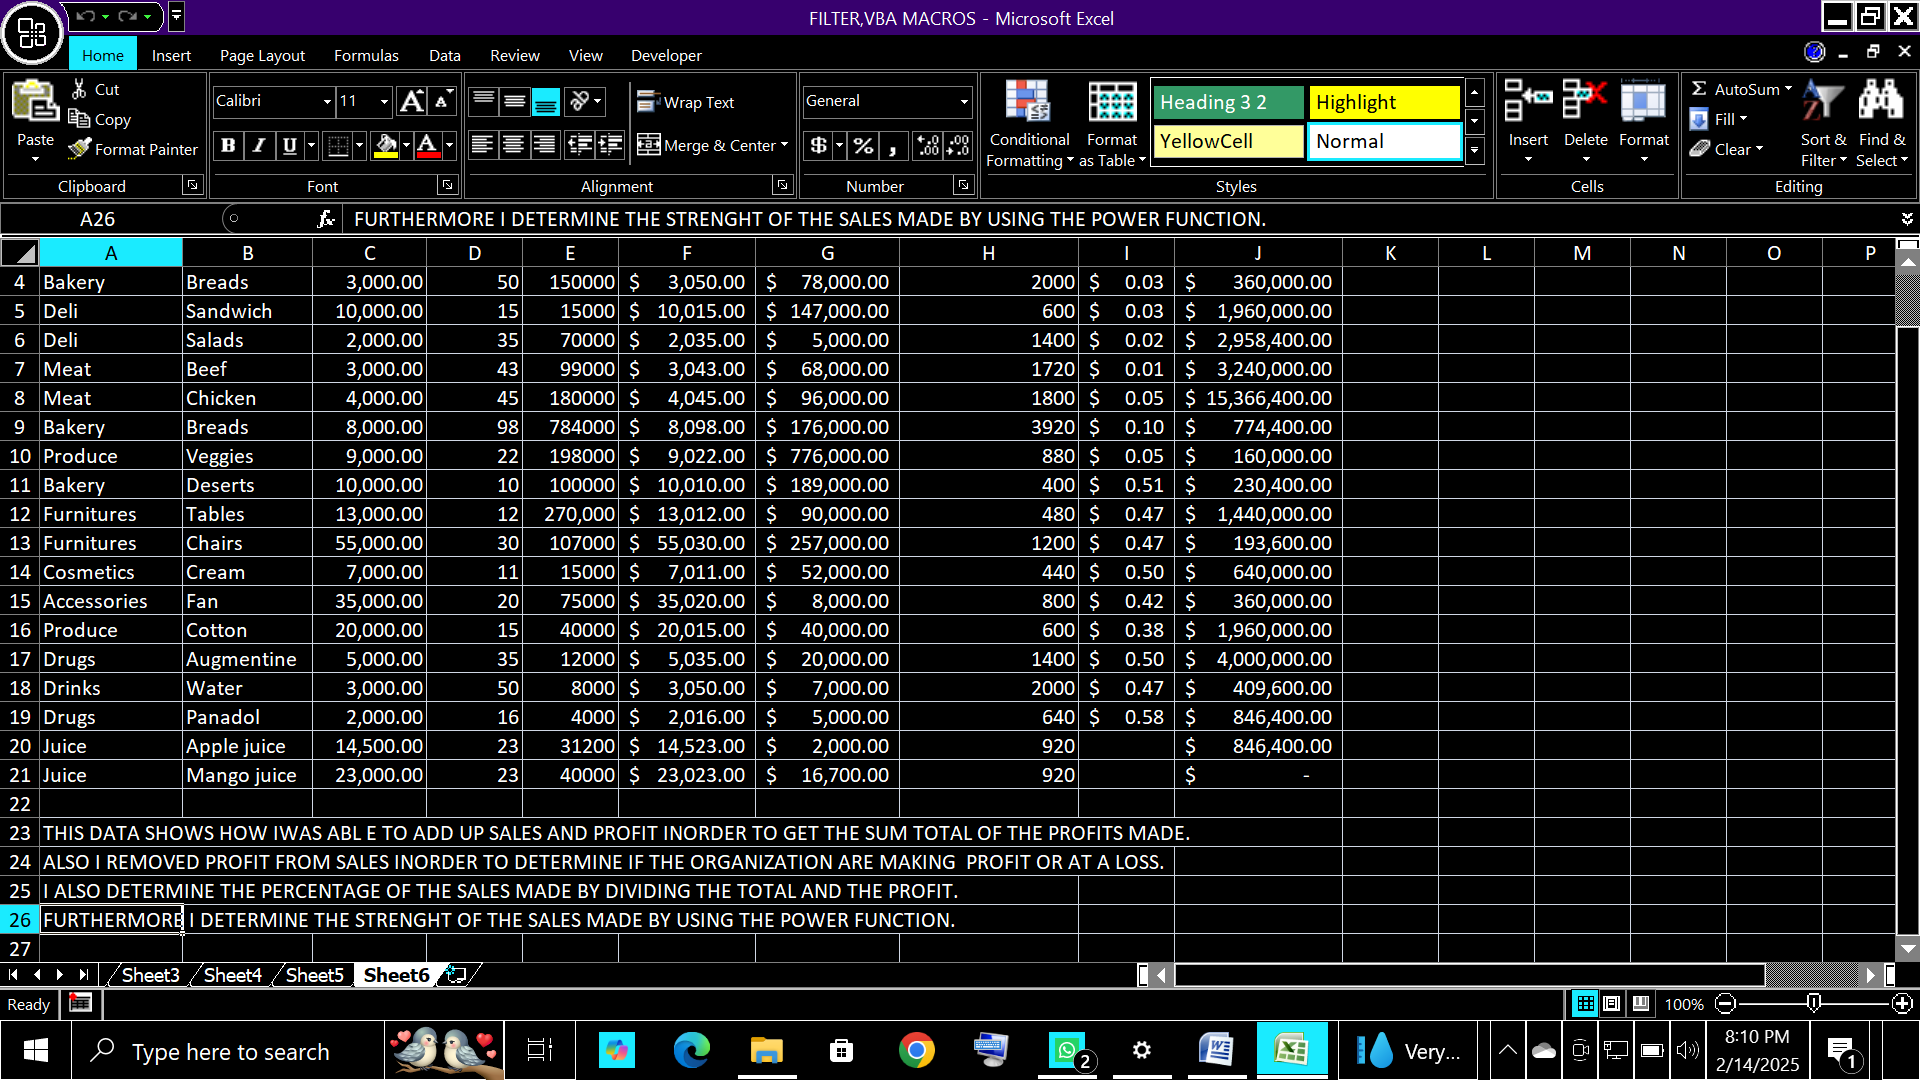 FILTER,VBA MACROS - Microsoft Excel
Home Insert Page Layout Formulas Data Review View Developer
Paste Cut Copy Format Painter
Calibri 11
B I U
Wrap Text
Merge & Center
General
$ % ,
Conditional Formatting Format as Table
Heading 3 2 Highlight
YellowCell Normal
Insert Delete Format
Σ AutoSum
Fill
Clear
Sort & Filter Find & Select
Clipboard Font Alignment Number Styles Cells Editing
A26 fx FURTHERMORE I DETERMINE THE STRENGHT OF THE SALES MADE BY USING THE POWER FUNCTION.
A B C D E F G H I J K L M N O P
4 Bakery Breads 3,000.00 50 150000 $ 3,050.00 $ 78,000.00 2000 $ 0.03 $ 360,000.00
5 Deli Sandwich 10,000.00 15 15000 $ 10,015.00 $ 147,000.00 600 $ 0.03 $ 1,960,000.00
6 Deli Salads 2,000.00 35 70000 $ 2,035.00 $ 5,000.00 1400 $ 0.02 $ 2,958,400.00
7 Meat Beef 3,000.00 43 99000 $ 3,043.00 $ 68,000.00 1720 $ 0.01 $ 3,240,000.00
8 Meat Chicken 4,000.00 45 180000 $ 4,045.00 $ 96,000.00 1800 $ 0.05 $ 15,366,400.00
9 Bakery Breads 8,000.00 98 784000 $ 8,098.00 $ 176,000.00 3920 $ 0.10 $ 774,400.00
10 Produce Veggies 9,000.00 22 198000 $ 9,022.00 $ 776,000.00 880 $ 0.05 $ 160,000.00
11 Bakery Deserts 10,000.00 10 100000 $ 10,010.00 $ 189,000.00 400 $ 0.51 $ 230,400.00
12 Furnitures Tables 13,000.00 12 270,000 $ 13,012.00 $ 90,000.00 480 $ 0.47 $ 1,440,000.00
13 Furnitures Chairs 55,000.00 30 107000 $ 55,030.00 $ 257,000.00 1200 $ 0.47 $ 193,600.00
14 Cosmetics Cream 7,000.00 11 15000 $ 7,011.00 $ 52,000.00 440 $ 0.50 $ 640,000.00
15 Accessories Fan 35,000.00 20 75000 $ 35,020.00 $ 8,000.00 800 $ 0.42 $ 360,000.00
16 Produce Cotton 20,000.00 15 40000 $ 20,015.00 $ 40,000.00 600 $ 0.38 $ 1,960,000.00
17 Drugs Augmentine 5,000.00 35 12000 $ 5,035.00 $ 20,000.00 1400 $ 0.50 $ 4,000,000.00
18 Drinks Water 3,000.00 50 8000 $ 3,050.00 $ 7,000.00 2000 $ 0.47 $ 409,600.00
19 Drugs Panadol 2,000.00 16 4000 $ 2,016.00 $ 5,000.00 640 $ 0.58 $ 846,400.00
20 Juice Apple juice 14,500.00 23 31200 $ 14,523.00 $ 2,000.00 920 $ 846,400.00
21 Juice Mango juice 23,000.00 23 40000 $ 23,023.00 $ 16,700.00 920 $ -
22
23 THIS DATA SHOWS HOW IWAS ABL E TO ADD UP SALES AND PROFIT INORDER TO GET THE SUM TOTAL OF THE PROFITS MADE.
24 ALSO I REMOVED PROFIT FROM SALES INORDER TO DETERMINE IF THE ORGANIZATION ARE MAKING  PROFIT OR AT A LOSS.
25 I ALSO DETERMINE THE PERCENTAGE OF THE SALES MADE BY DIVIDING THE TOTAL AND THE PROFIT.
26 FURTHERMORE I DETERMINE THE STRENGHT OF THE SALES MADE BY USING THE POWER FUNCTION.
27
Sheet3 Sheet4 Sheet5 Sheet6
Ready 100%
Type here to search 2 Very... 8:10 PM 1
2/14/2025